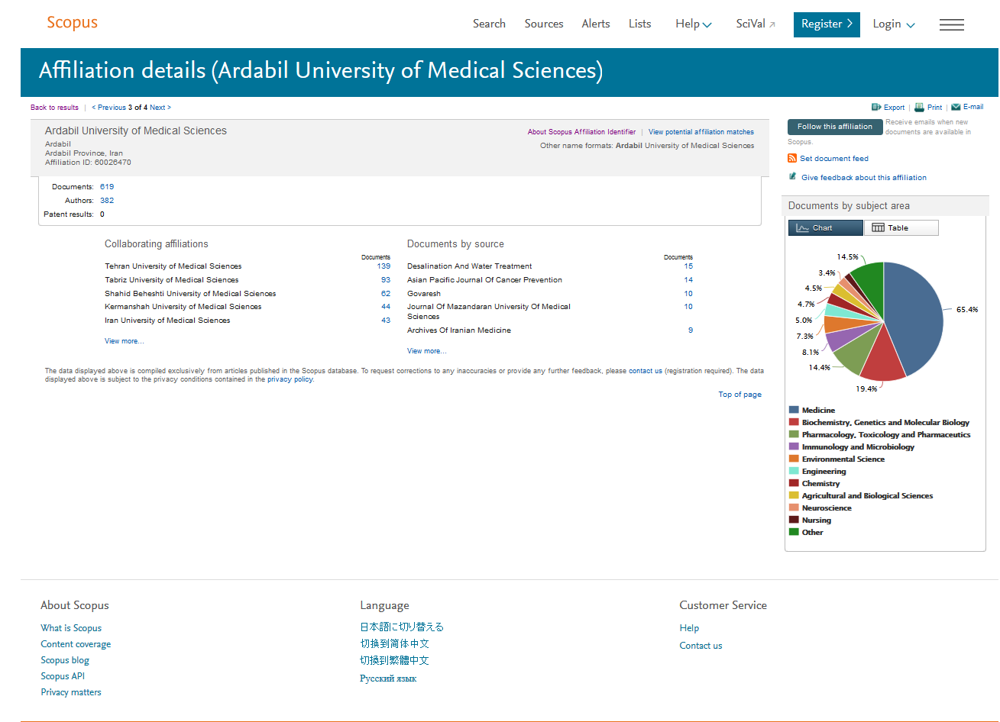 Scopus
Search Sources Alerts Lists Help SciVal Register Login
Affiliation details (Ardabil University of Medical Sciences)
Back to results | < Previous 3 of 4 Next >
Export | Print | E-mail
Ardabil University of Medical Sciences
Ardabil
Ardabil Province, Iran
Affiliation ID: 60026470
About Scopus Affiliation Identifier | View potential affiliation matches
Other name formats: Ardabil University of Medical Sciences
Documents: 619
Authors: 382
Patent results: 0
Follow this affiliation Receive emails when new
documents are available in
Scopus.
Set document feed
Give feedback about this affiliation
Collaborating affiliations
Documents
Tehran University of Medical Sciences 139
Tabriz University of Medical Sciences 93
Shahid Beheshti University of Medical Sciences 62
Kermanshah University of Medical Sciences 44
Iran University of Medical Sciences 43
View more...
Documents by source
Documents
Desalination And Water Treatment 15
Asian Pacific Journal Of Cancer Prevention 14
Govaresh 10
Journal Of Mazandaran University Of Medical 10
Sciences
Archives Of Iranian Medicine 9
View more...
The data displayed above is compiled exclusively from articles published in the Scopus database. To request corrections to any inaccuracies or provide any further feedback, please contact us (registration required). The data
displayed above is subject to the privacy conditions contained in the privacy policy.
Top of page
Documents by subject area
Chart Table
14.5%
3.4%
4.5%
4.7%
5.0%
7.3%
8.1%
14.4%
19.4%
65.4%
Medicine
Biochemistry, Genetics and Molecular Biology
Pharmacology, Toxicology and Pharmaceutics
Immunology and Microbiology
Environmental Science
Engineering
Chemistry
Agricultural and Biological Sciences
Neuroscience
Nursing
Other
About Scopus
What is Scopus
Content coverage
Scopus blog
Scopus API
Privacy matters
Language
日本語に切り替える
切换到简体中文
切換到繁體中文
Русский язык
Customer Service
Help
Contact us